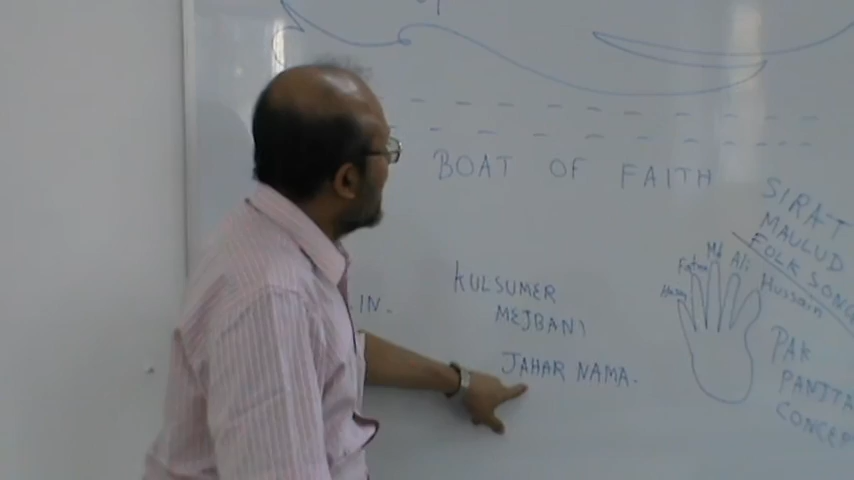 BOAT OF FAITH
SIRAT
MAULUD
FOLK SONG
Md
Ali
Fatima
Hasan
Hussain
IN.
KULSUMER
MEJBANI
JAHAR NAMA.
PAK
PANJTA
CONCEP